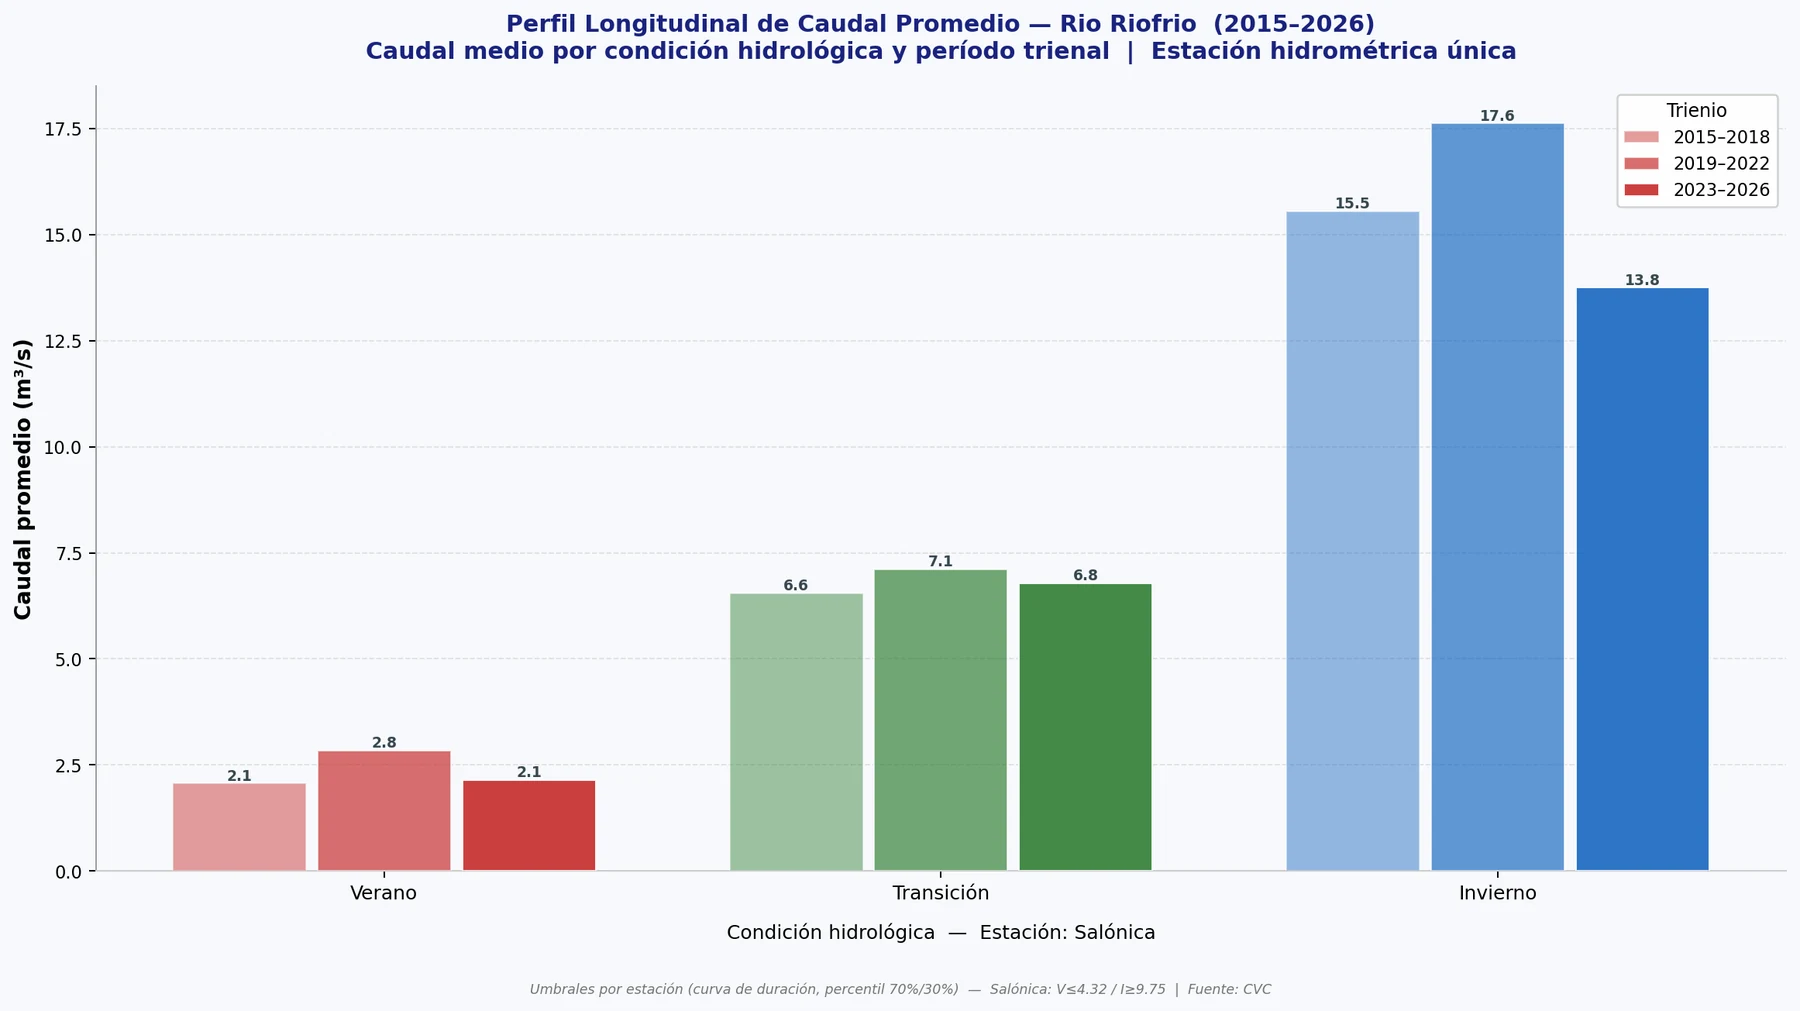 Perfil Longitudinal de Caudal Promedio — Rio Riofrio  (2015–2026)
Caudal medio por condición hidrológica y período trienal  |  Estación hidrométrica única
Caudal promedio (m³/s)
17.5
15.0
12.5
10.0
7.5
5.0
2.5
0.0
2.1
2.8
2.1
6.6
7.1
6.8
15.5
17.6
13.8
Trienio
2015–2018
2019–2022
2023–2026
Verano
Transición
Invierno
Condición hidrológica  —  Estación: Salónica
Umbrales por estación (curva de duración, percentil 70%/30%)  —  Salónica: V≤4.32 / I≥9.75  |  Fuente: CVC